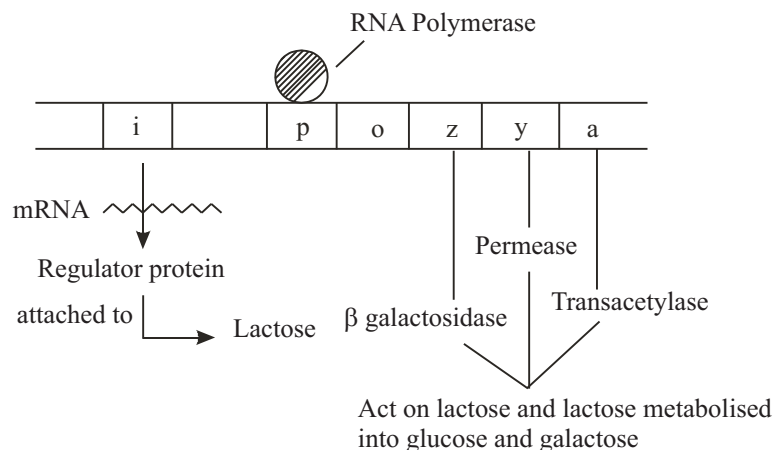 RNA Polymerase
i p o z y a
mRNA
Regulator protein
attached to
Lactose
Permease
Transacetylase
β galactosidase
Act on lactose and lactose metabolised
into glucose and galactose